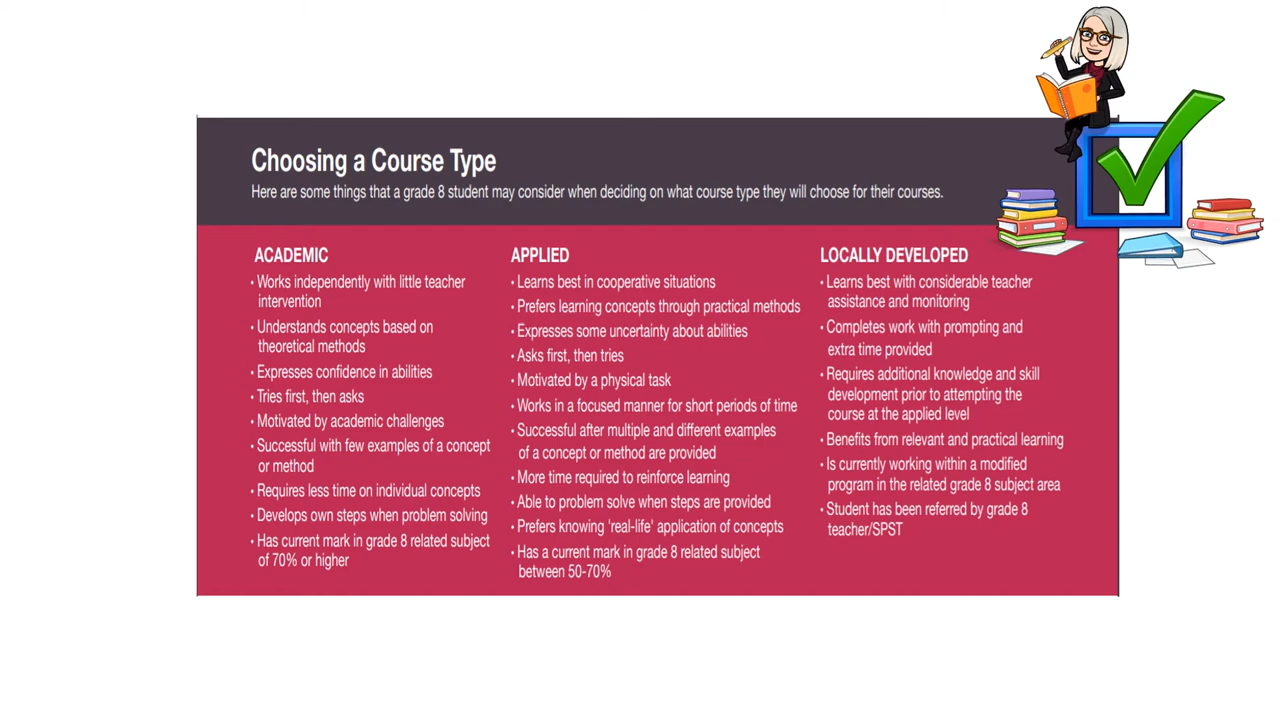 Choosing a Course Type
Here are some things that a grade 8 student may consider when deciding on what course type they will choose for their courses.
ACADEMIC
• Works independently with little teacher
intervention
• Understands concepts based on
theoretical methods
• Expresses confidence in abilities
• Tries first, then asks
• Motivated by academic challenges
• Successful with few examples of a concept
or method
• Requires less time on individual concepts
• Develops own steps when problem solving
• Has current mark in grade 8 related subject
of 70% or higher
APPLIED
• Learns best in cooperative situations
• Prefers learning concepts through practical methods
• Expresses some uncertainty about abilities
• Asks first, then tries
• Motivated by a physical task
• Works in a focused manner for short periods of time
• Successful after multiple and different examples
of a concept or method are provided
• More time required to reinforce learning
• Able to problem solve when steps are provided
• Prefers knowing 'real-life' application of concepts
• Has a current mark in grade 8 related subject
between 50-70%
LOCALLY DEVELOPED
• Learns best with considerable teacher
assistance and monitoring
• Completes work with prompting and
extra time provided
• Requires additional knowledge and skill
development prior to attempting the
course at the applied level
• Benefits from relevant and practical learning
• Is currently working within a modified
program in the related grade 8 subject area
• Student has been referred by grade 8
teacher/SPST